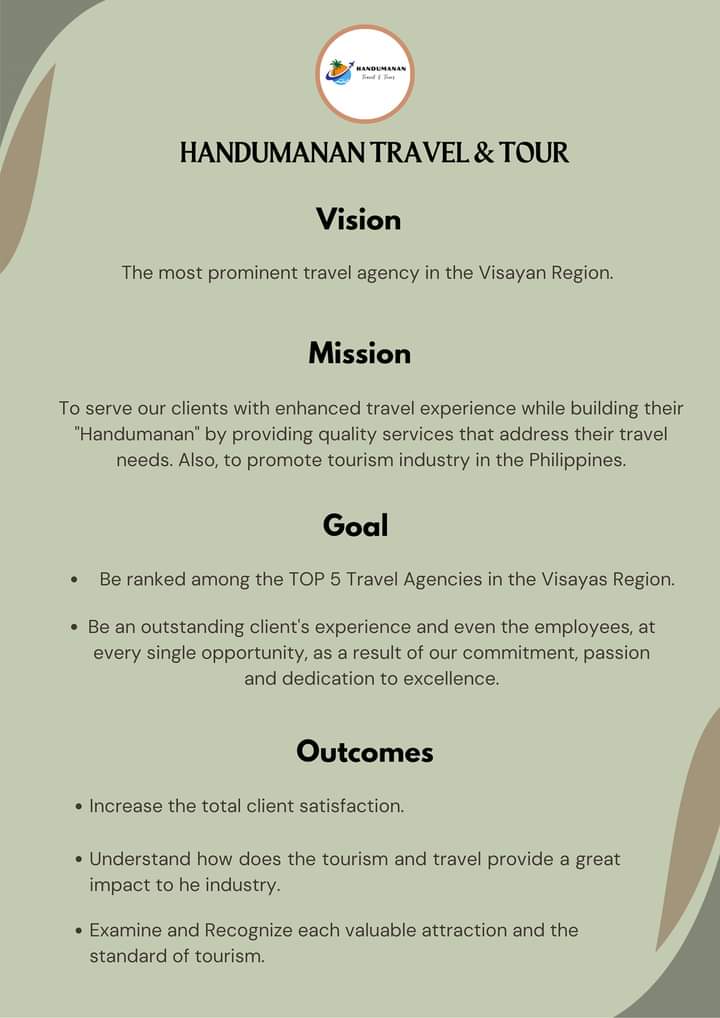 HANDUMANAN
Travel & Tours
HANDUMANAN TRAVEL & TOUR
Vision
The most prominent travel agency in the Visayan Region.
Mission
To serve our clients with enhanced travel experience while building their
"Handumanan" by providing quality services that address their travel
needs. Also, to promote tourism industry in the Philippines.
Goal
• Be ranked among the TOP 5 Travel Agencies in the Visayas Region.
• Be an outstanding client's experience and even the employees, at
every single opportunity, as a result of our commitment, passion
and dedication to excellence.
Outcomes
• Increase the total client satisfaction.
• Understand how does the tourism and travel provide a great
impact to he industry.
• Examine and Recognize each valuable attraction and the
standard of tourism.